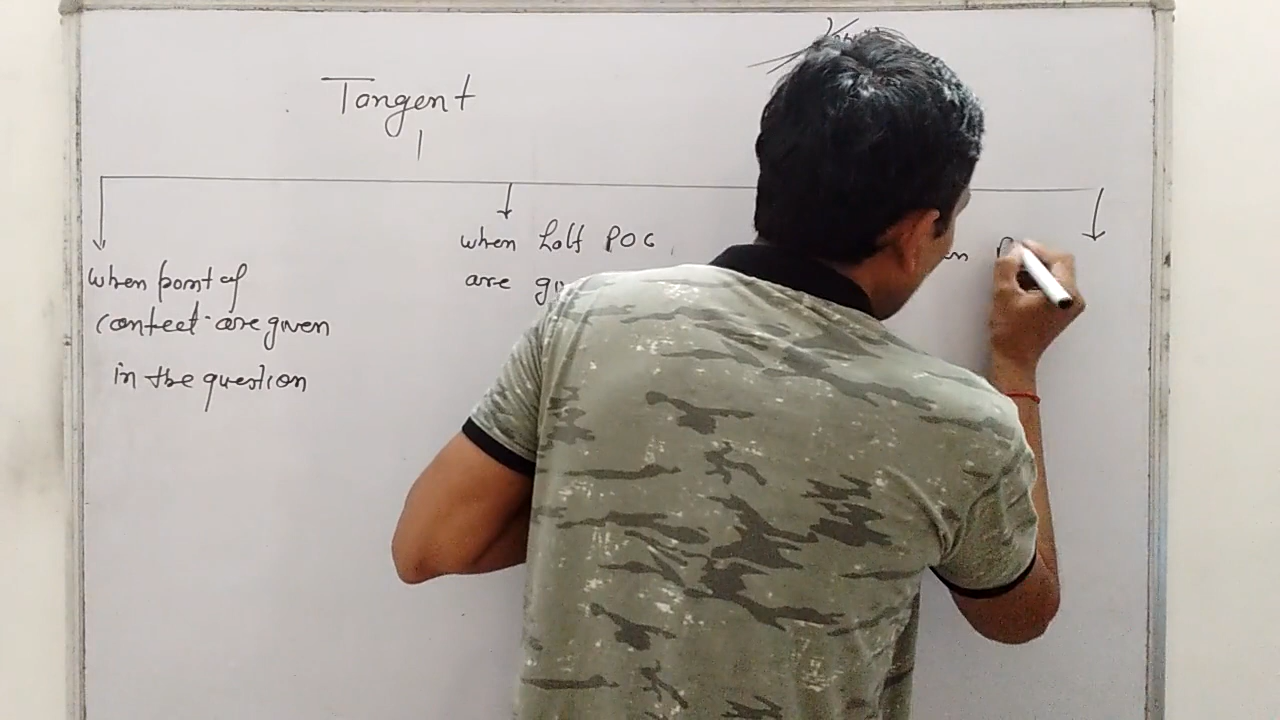 Tangent
when point of
contect are given
in the question
when half POC
are